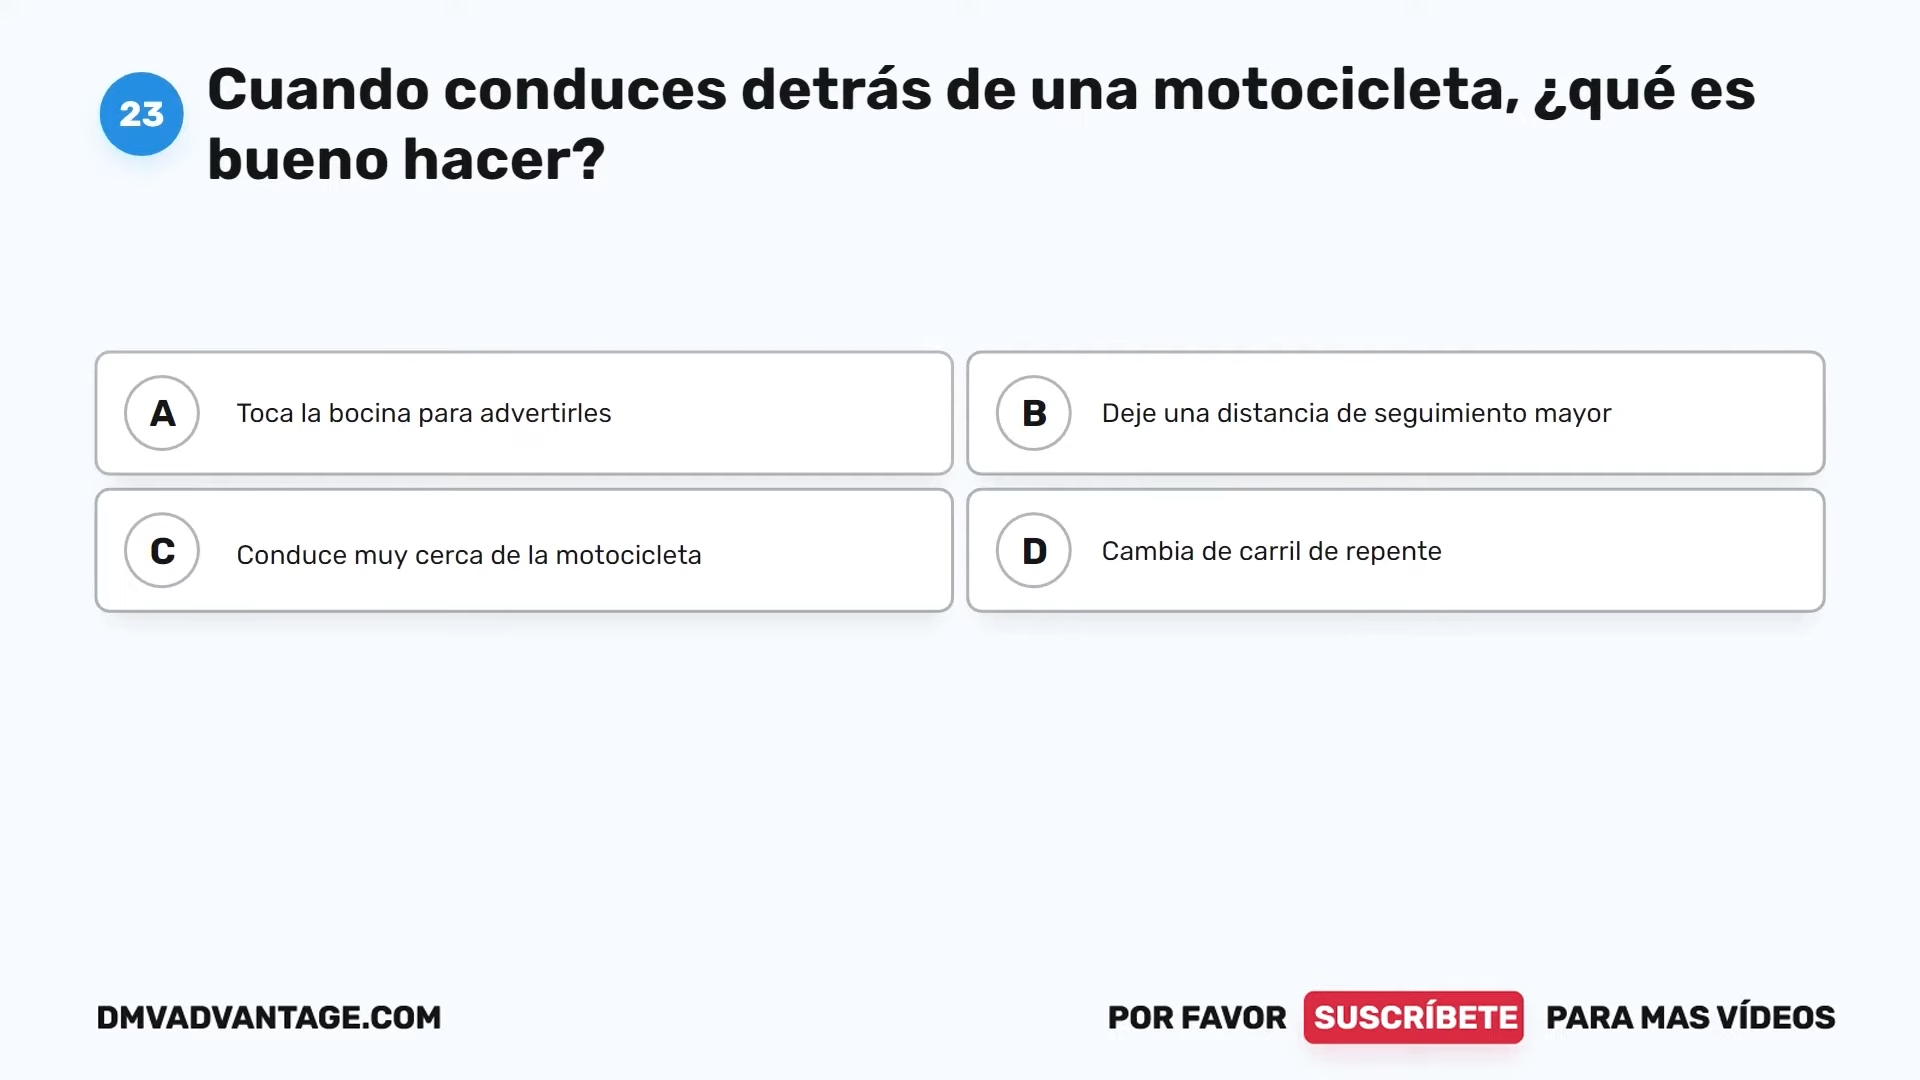 23
Cuando conduces detrás de una motocicleta, ¿qué es
bueno hacer?
A
Toca la bocina para advertirles
B
Deje una distancia de seguimiento mayor
C
Conduce muy cerca de la motocicleta
D
Cambia de carril de repente
DMVADVANTAGE.COM
POR FAVOR SUSCRÍBETE PARA MAS VÍDEOS